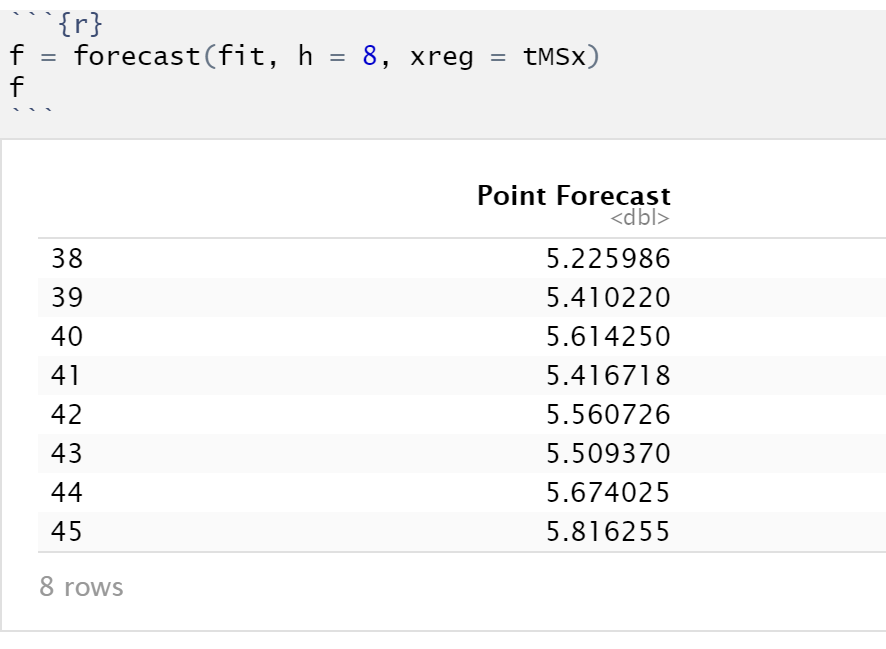 ```{r}
f = forecast(fit, h = 8, xreg = tMSx)
f
```
Point Forecast
<dbl>
38 5.225986
39 5.410220
40 5.614250
41 5.416718
42 5.560726
43 5.509370
44 5.674025
45 5.816255
8 rows